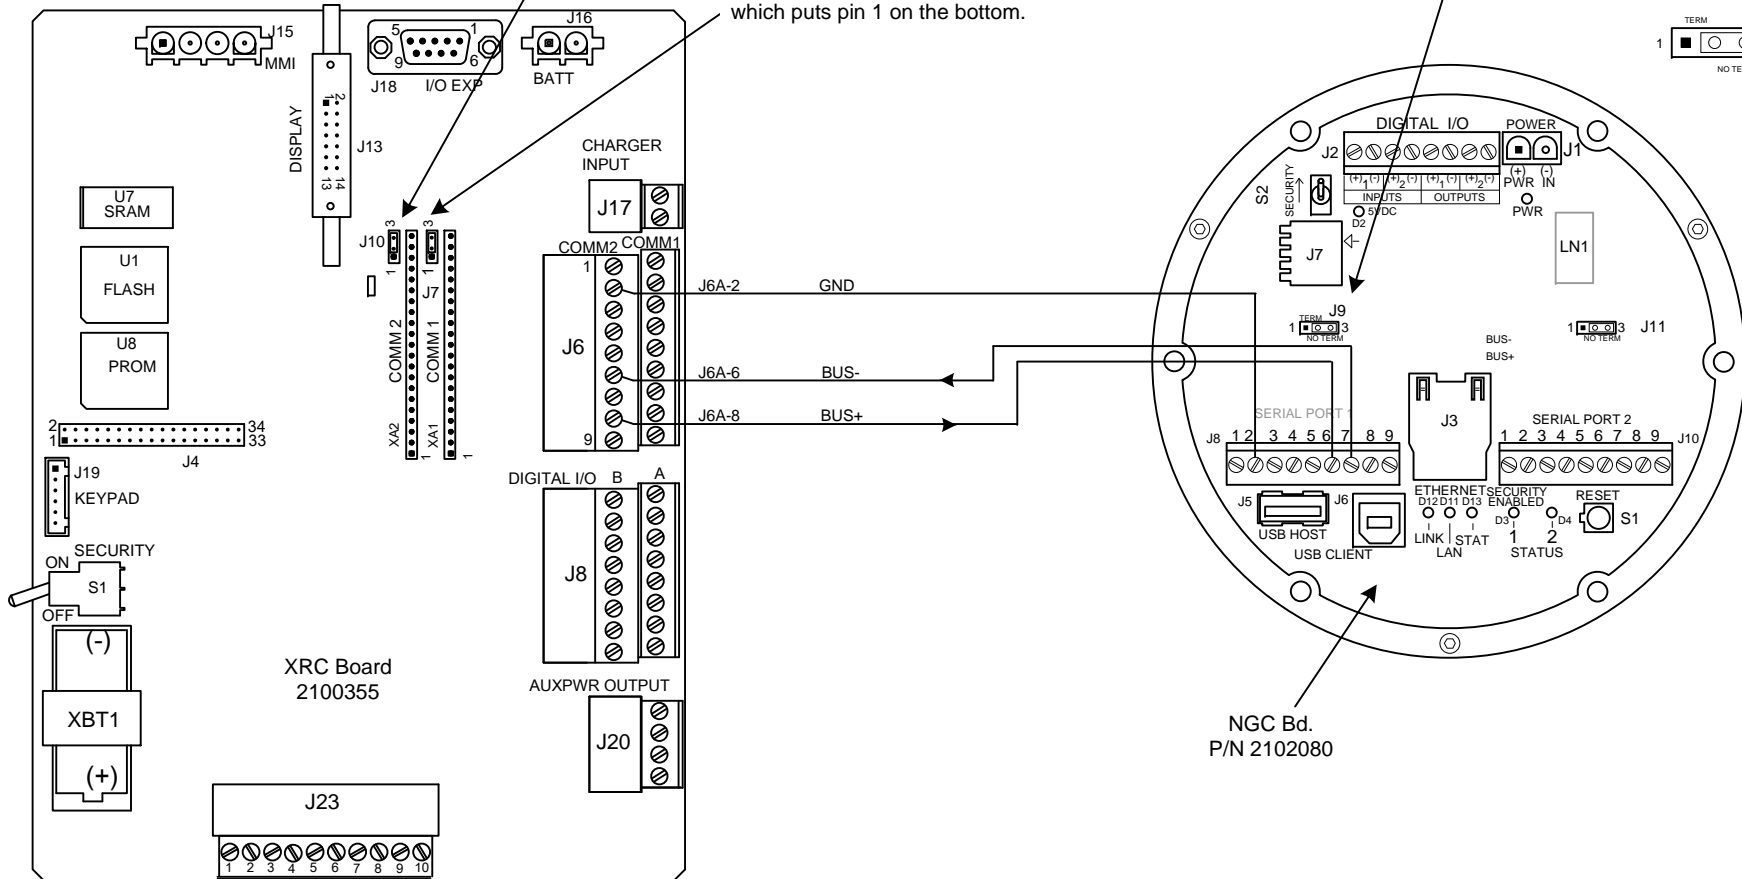 which puts pin 1 on the bottom.
J15
MMI
5
1
9
6
J18
I/O EXP
J16
BATT
DISPLAY
1
2
13
14
J13
U7
SRAM
U1
FLASH
U8
PROM
2
1
34
33
J4
J19
KEYPAD
ON
SECURITY
S1
OFF
(-)
XBT1
(+)
J10
3
1
3
1
J7
COMM 2
COMM 1
XA2
XA1
1
1
CHARGER
INPUT
J17
COMM2
COMM1
1
J6
9
J6A-2
GND
J6A-6
BUS-
J6A-8
BUS+
DIGITAL I/O
B
A
J8
AUXPWR OUTPUT
J20
XRC Board
2100355
J23
1 2 3 4 5 6 7 8 9 10
TERM
1
NO TE
DIGITAL I/O
POWER
J2
J1
(+) (-) (+) (-) (+) (-) (+) (-)
1 2 1 2
INPUTS
OUTPUTS
(+) (-)
PWR IN
PWR
S2
SECURITY
5VDC
D2
J7
LN1
J9
TERM
1
3
NO TERM
1
3
J11
NO TERM
BUS-
BUS+
SERIAL PORT 1
J8
1 2 3 4 5 6 7 8 9
J3
SERIAL PORT 2
1 2 3 4 5 6 7 8 9
J10
J5
USB HOST
J6
USB CLIENT
ETHERNET
D12 D11 D13
LINK
LAN
STAT
SECURITY
ENABLED
D3
D4
1
2
STATUS
RESET
S1
NGC Bd.
P/N 2102080